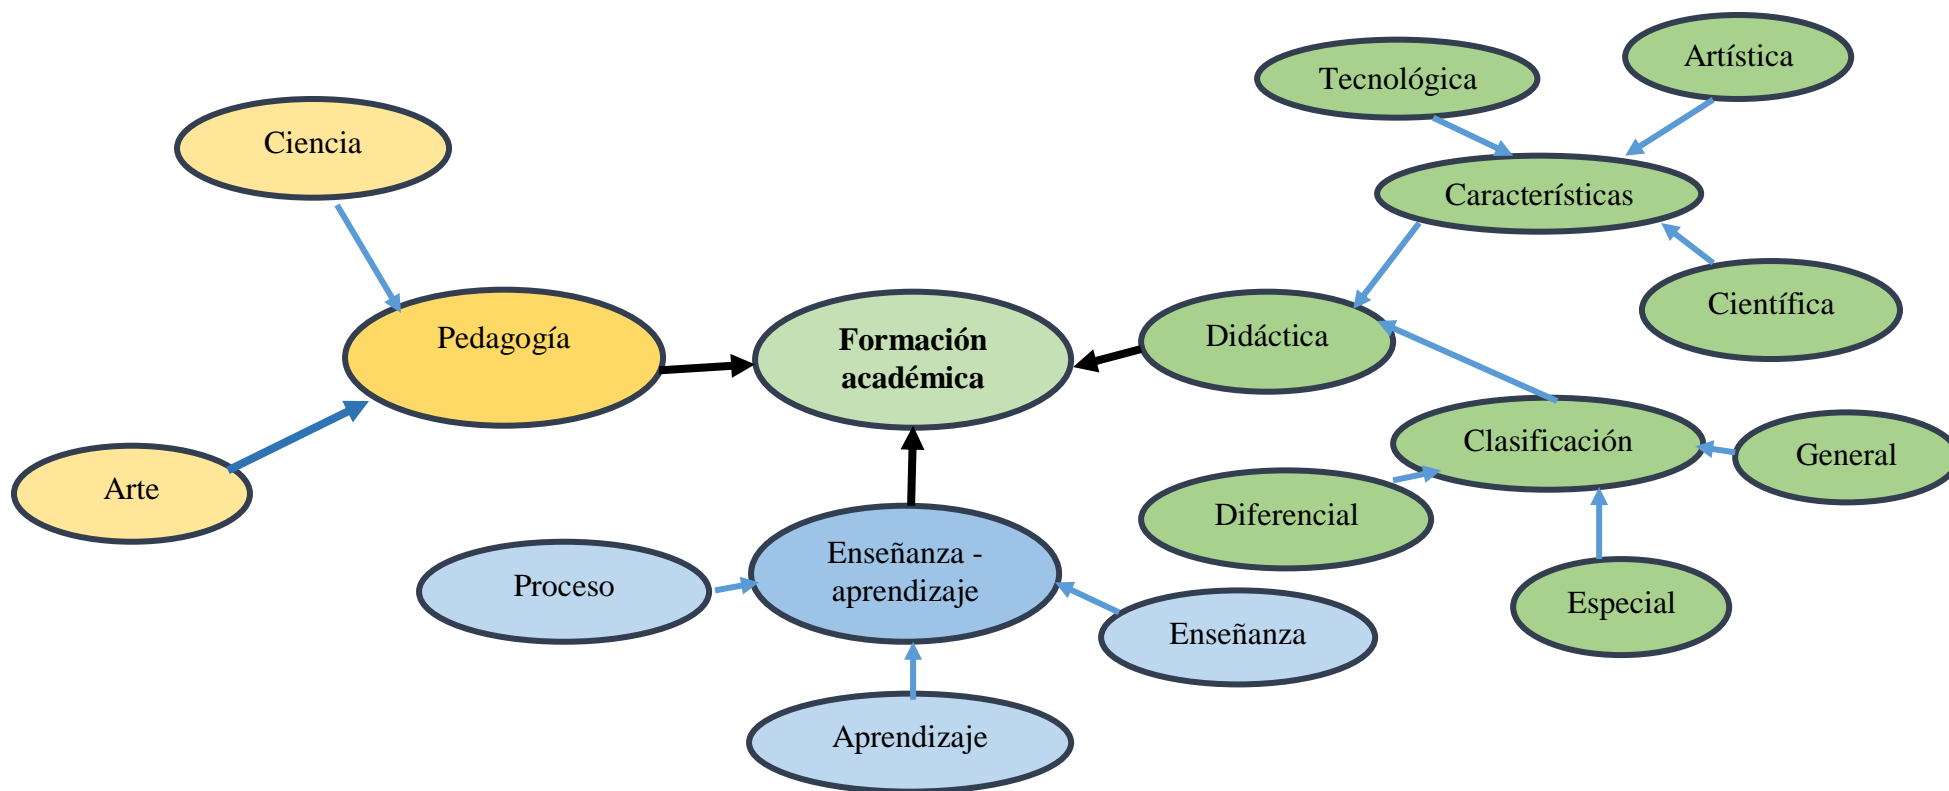 Artística
Tecnológica
Ciencia
Características
Científica
Pedagogía
Formación
académica
Didáctica
Clasificación
General
Arte
Diferencial
Enseñanza -
aprendizaje
Proceso
Especial
Enseñanza
Aprendizaje